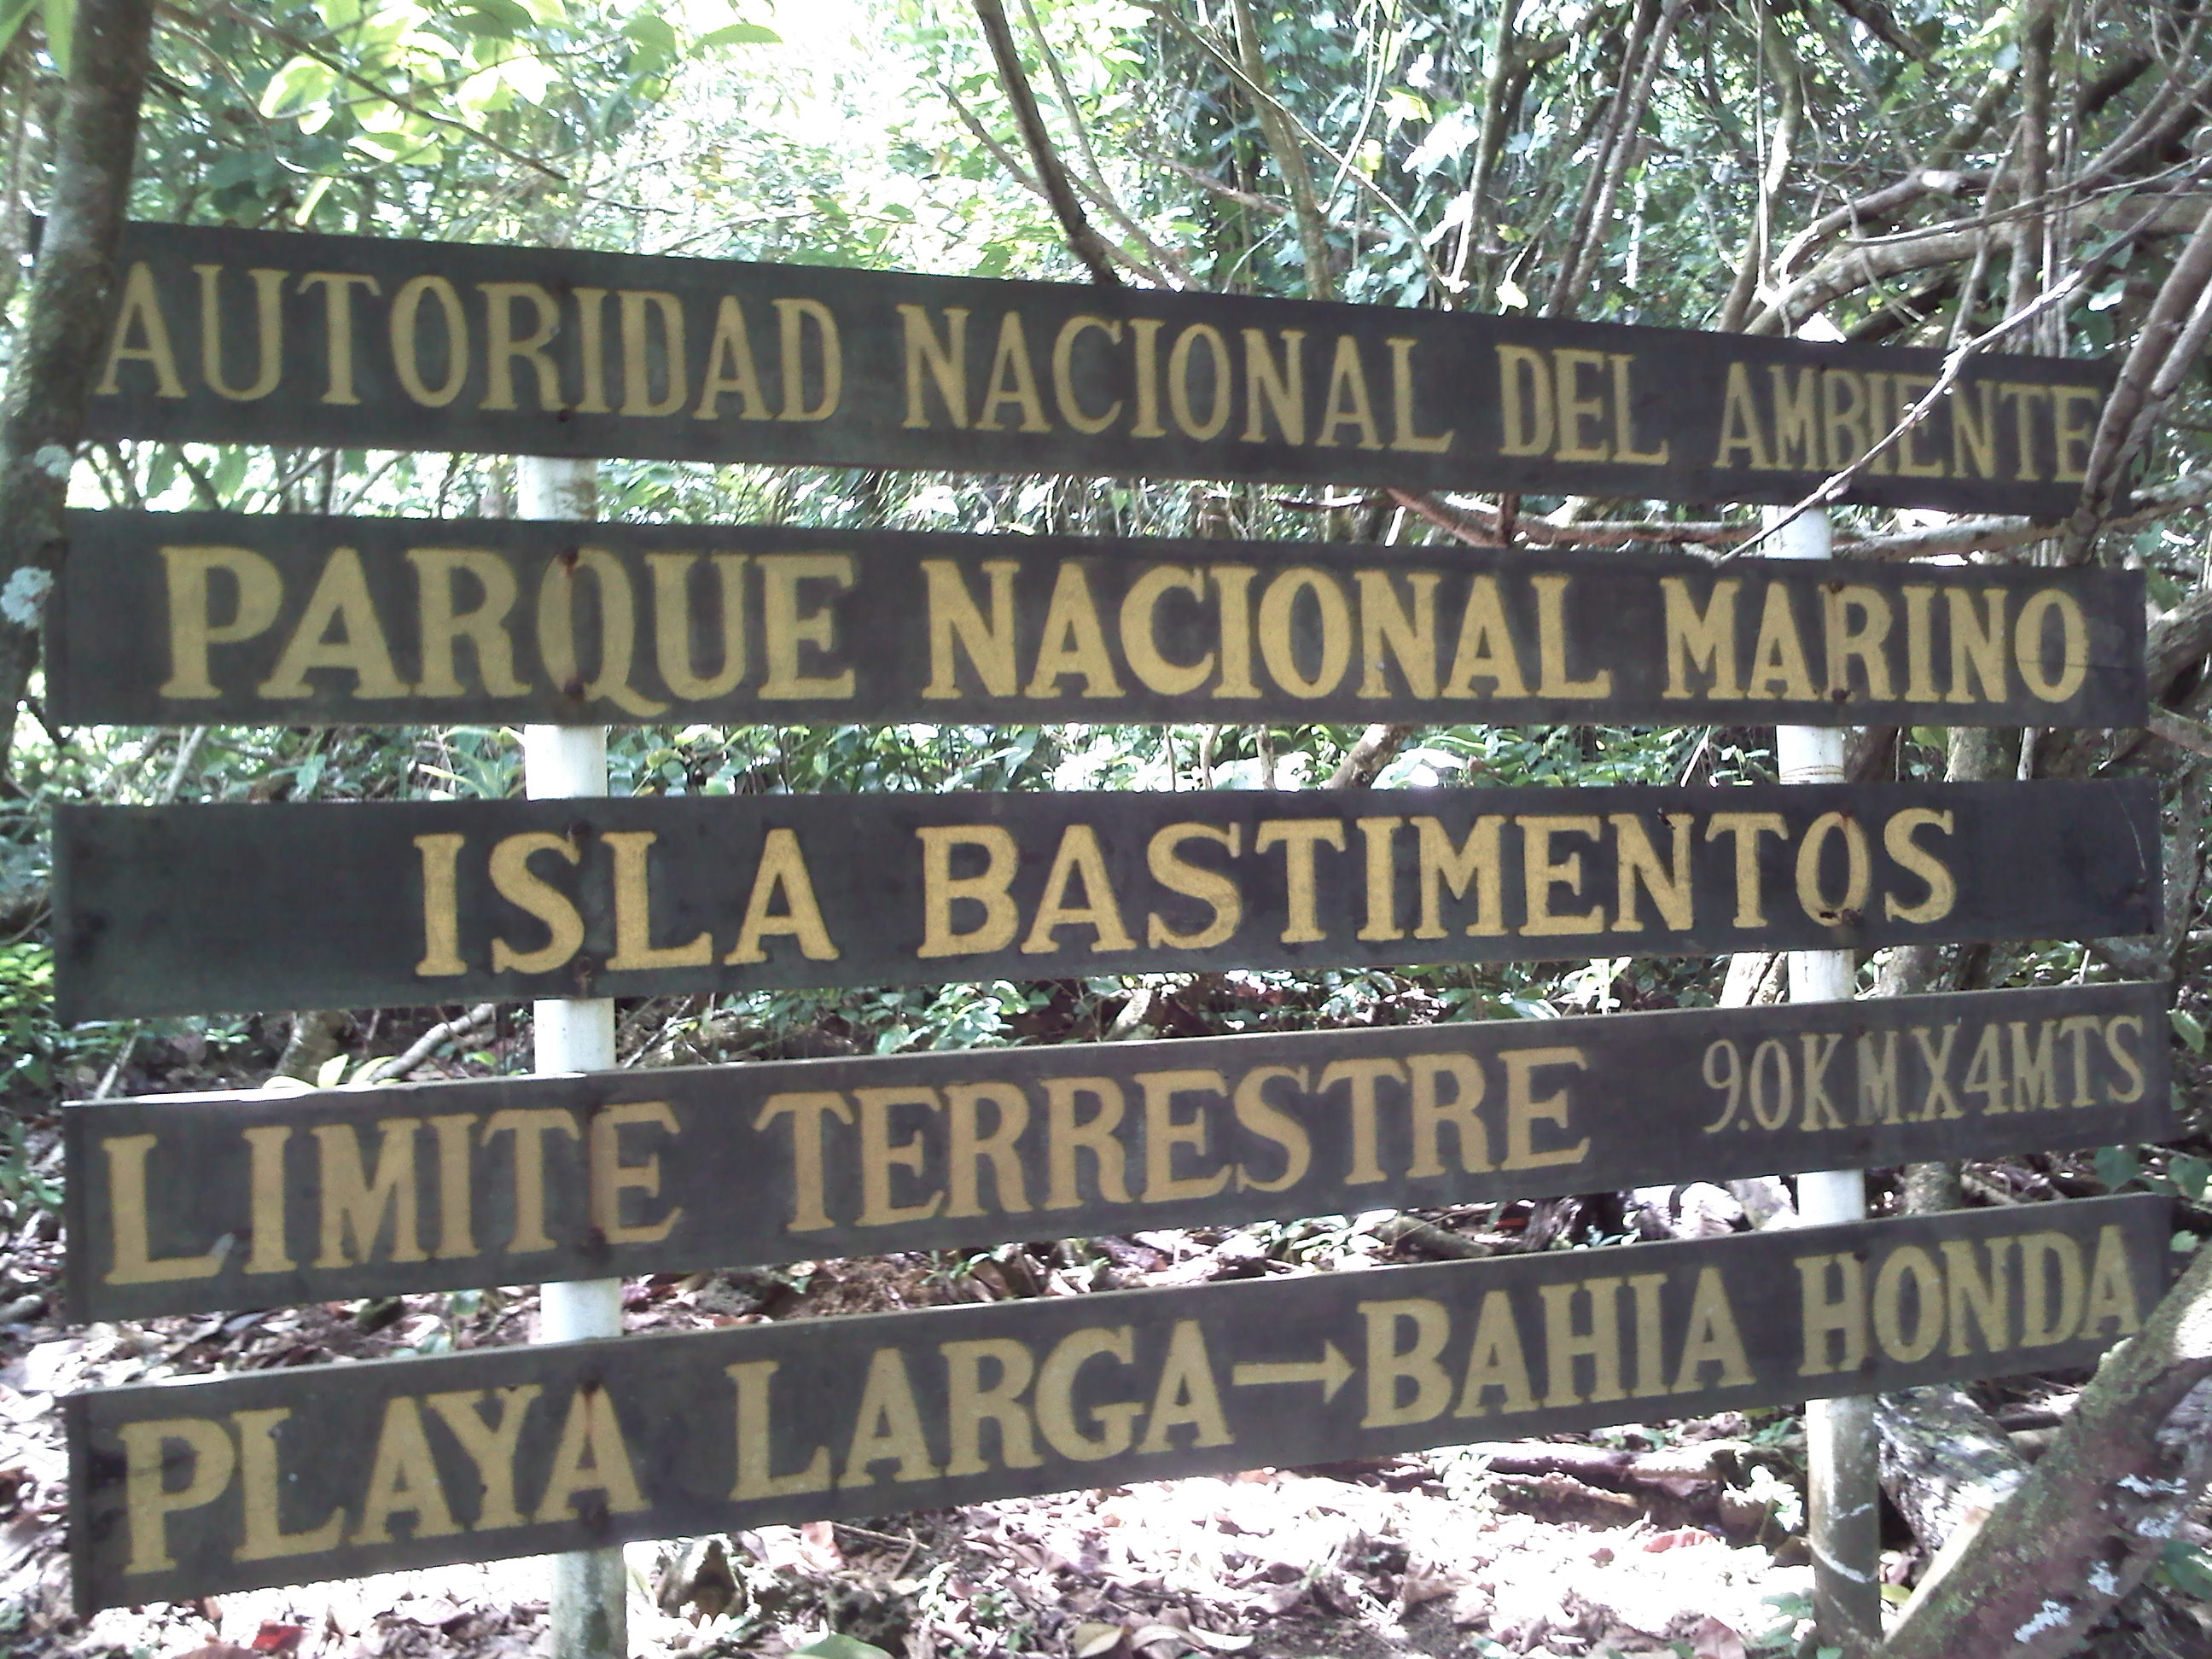 AUTORIDAD NACIONAL DEL AMBIENTE
PARQUE NACIONAL MARINO
ISLA BASTIMENTOS
LIMITE TERRESTRE 9.0KM.X4MTS
PLAYA LARGA→BAHIA HONDA